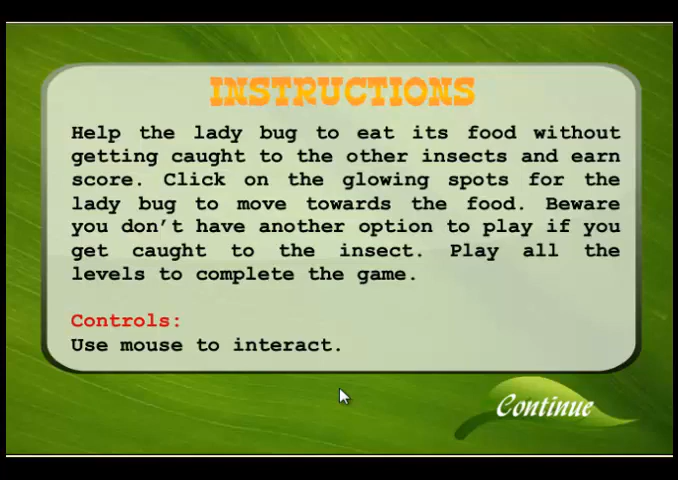 INSTRUCTIONS
Help the lady bug to eat its food without
getting caught to the other insects and earn
score. Click on the glowing spots for the
lady bug to move towards the food. Beware
you don't have another option to play if you
get caught to the insect. Play all the
levels to complete the game.
Controls:
Use mouse to interact.
Continue